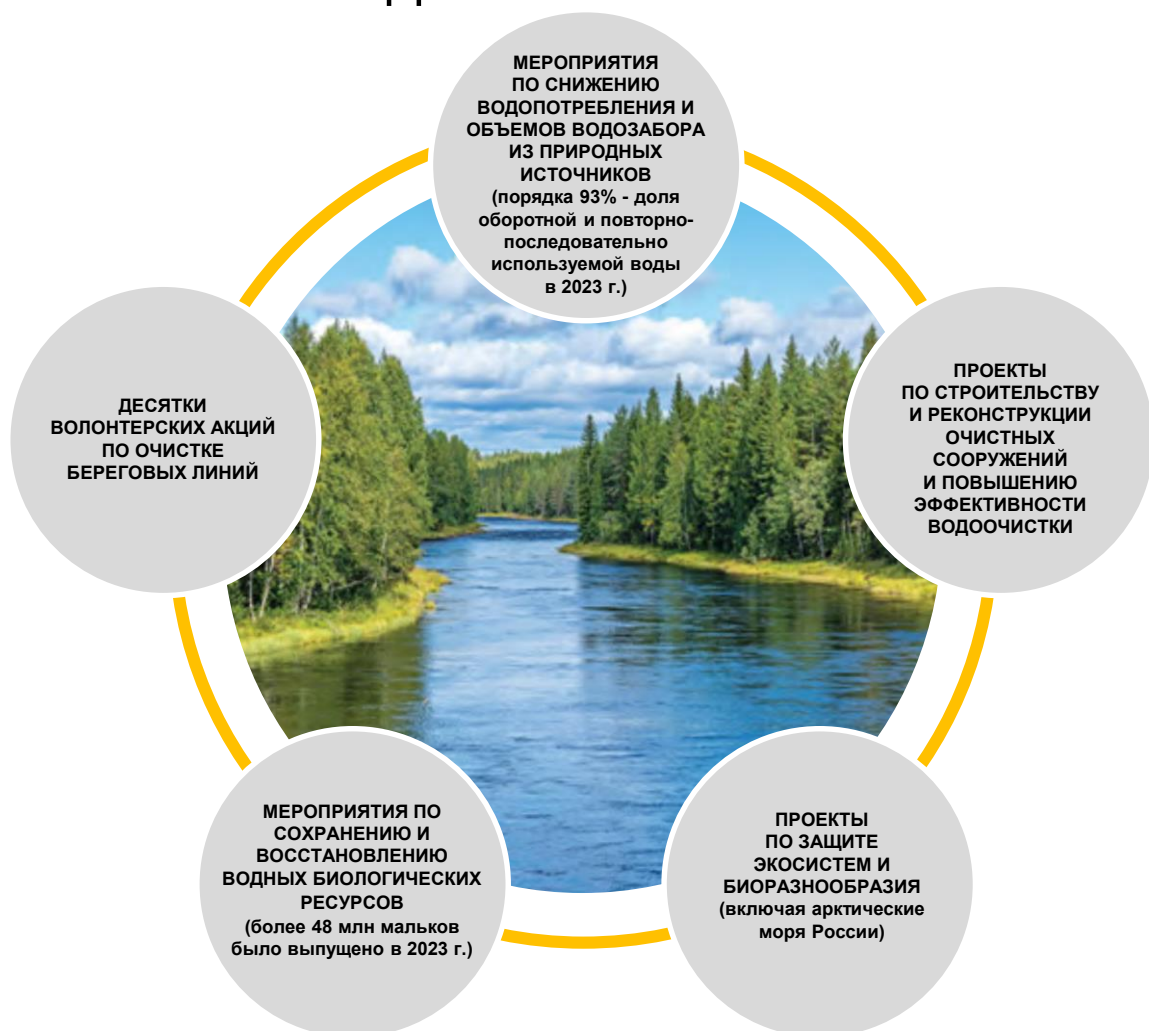 МЕРОПРИЯТИЯ
ПО СНИЖЕНИЮ
ВОДОПОТРЕБЛЕНИЯ И
ОБЪЕМОВ ВОДОЗАБОРА
ИЗ ПРИРОДНЫХ
ИСТОЧНИКОВ
(порядка 93% - доля
оборотной и повторно-
последовательно
используемой воды
в 2023 г.)
ПРОЕКТЫ
ПО СТРОИТЕЛЬСТВУ
И РЕКОНСТРУКЦИИ
ОЧИСТНЫХ
СООРУЖЕНИЙ
И ПОВЫШЕНИЮ
ЭФФЕКТИВНОСТИ
ВОДООЧИСТКИ
ПРОЕКТЫ
ПО ЗАЩИТЕ
ЭКОСИСТЕМ И
БИОРАЗНООБРАЗИЯ
(включая арктические
моря России)
МЕРОПРИЯТИЯ ПО
СОХРАНЕНИЮ И
ВОССТАНОВЛЕНИЮ
ВОДНЫХ БИОЛОГИЧЕСКИХ
РЕСУРСОВ
(более 48 млн мальков
было выпущено в 2023 г.)
ДЕСЯТКИ
ВОЛОНТЕРСКИХ АКЦИЙ
ПО ОЧИСТКЕ
БЕРЕГОВЫХ ЛИНИЙ